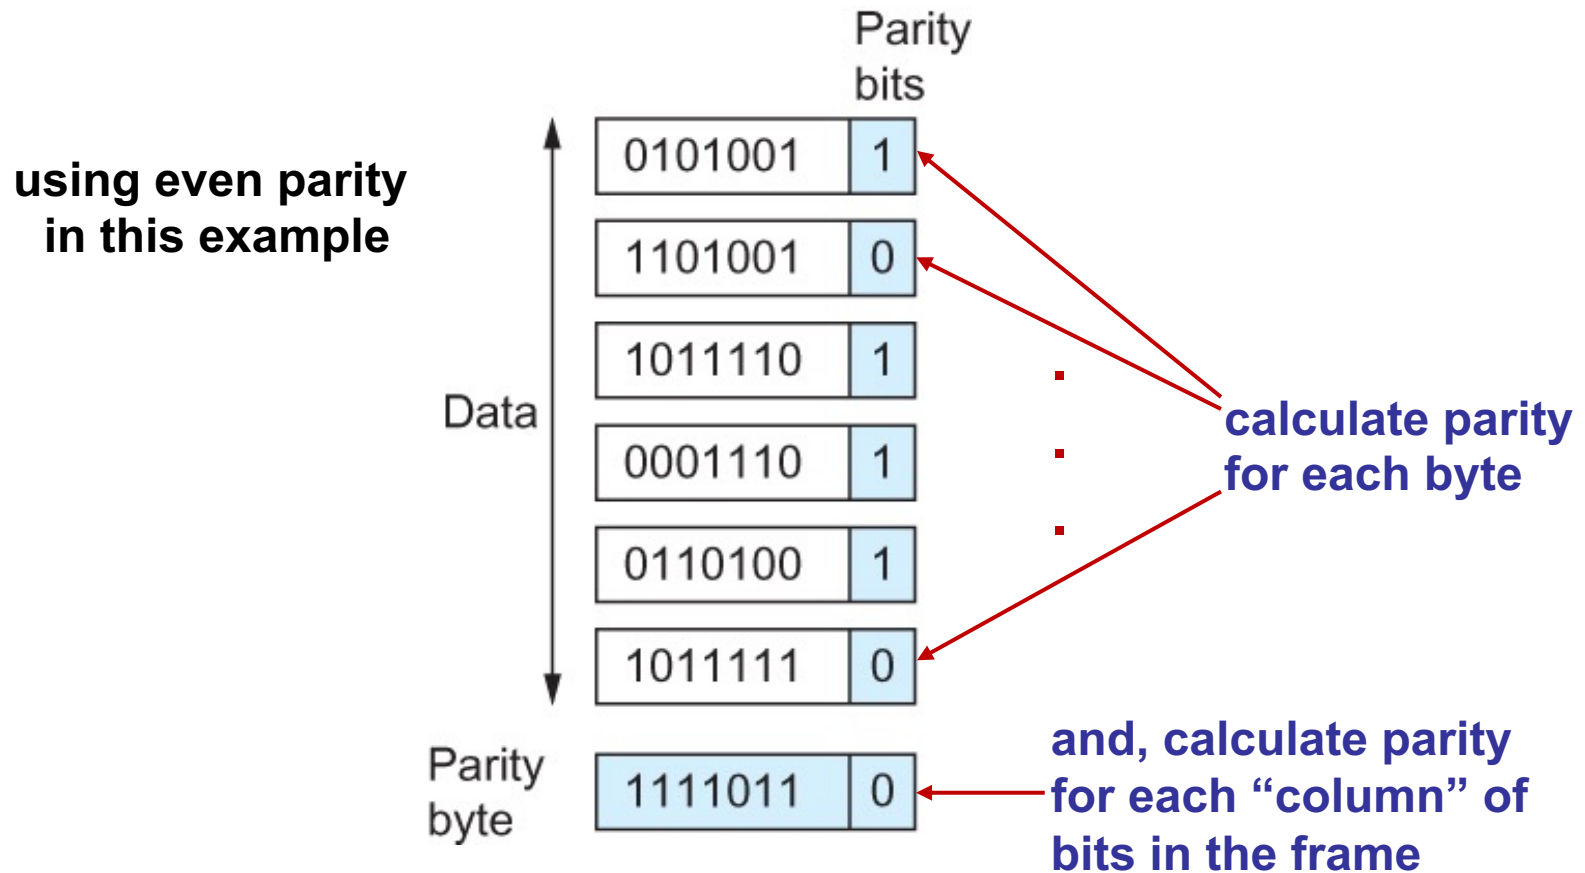 Parity
bits
using even parity
in this example
0101001 1
1101001 0
1011110 1
Data
calculate parity
for each byte
0001110 1
0110100 1
1011111 0
Parity
byte
1111011 0
and, calculate parity
for each “column” of
bits in the frame